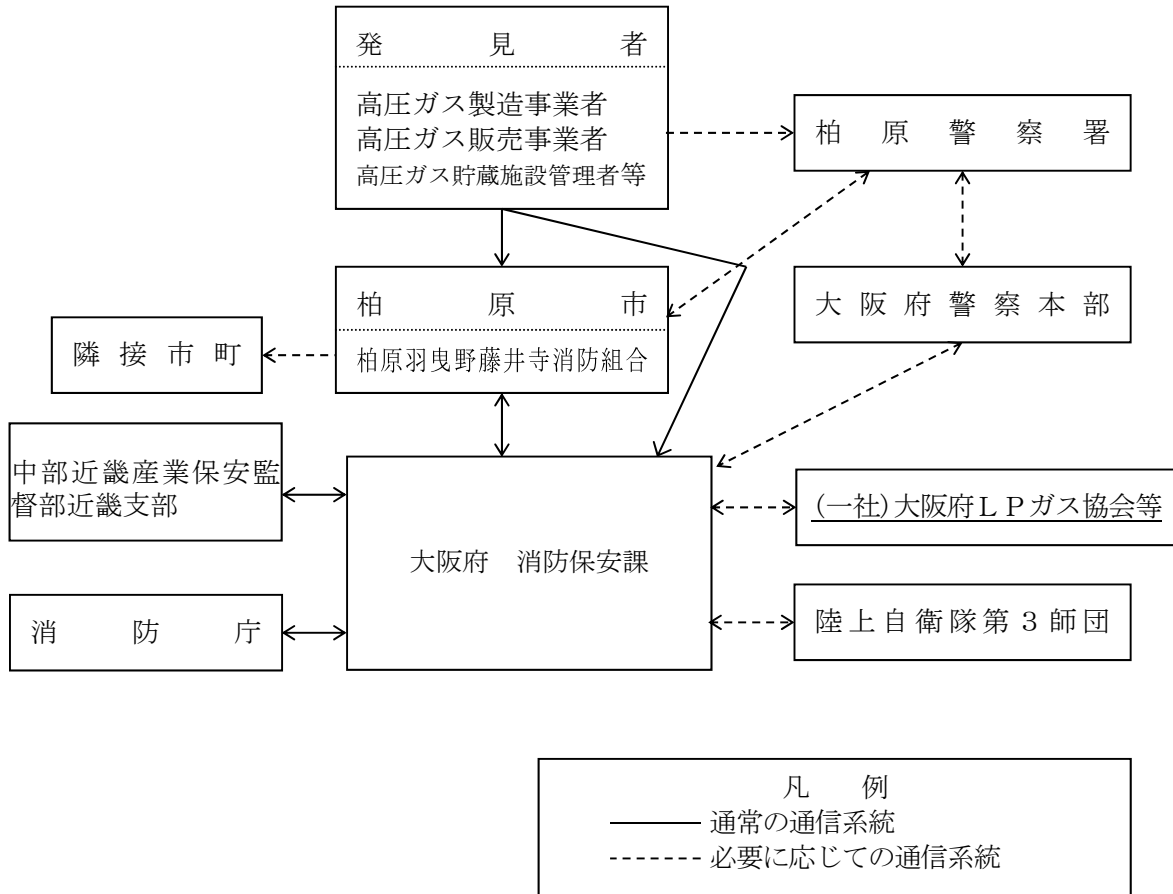 発見者
高圧ガス製造事業者
高圧ガス販売事業者
高圧ガス貯蔵施設管理者等
柏原警察署
柏原市
柏原羽曳野藤井寺消防組合
大阪府警察本部
隣接市町
中部近畿産業保安監
督部近畿支部
大阪府 消防保安課
(一社)大阪府LPガス協会等
消防庁
陸上自衛隊第3師団
凡例
通常の通信系統
必要に応じての通信系統